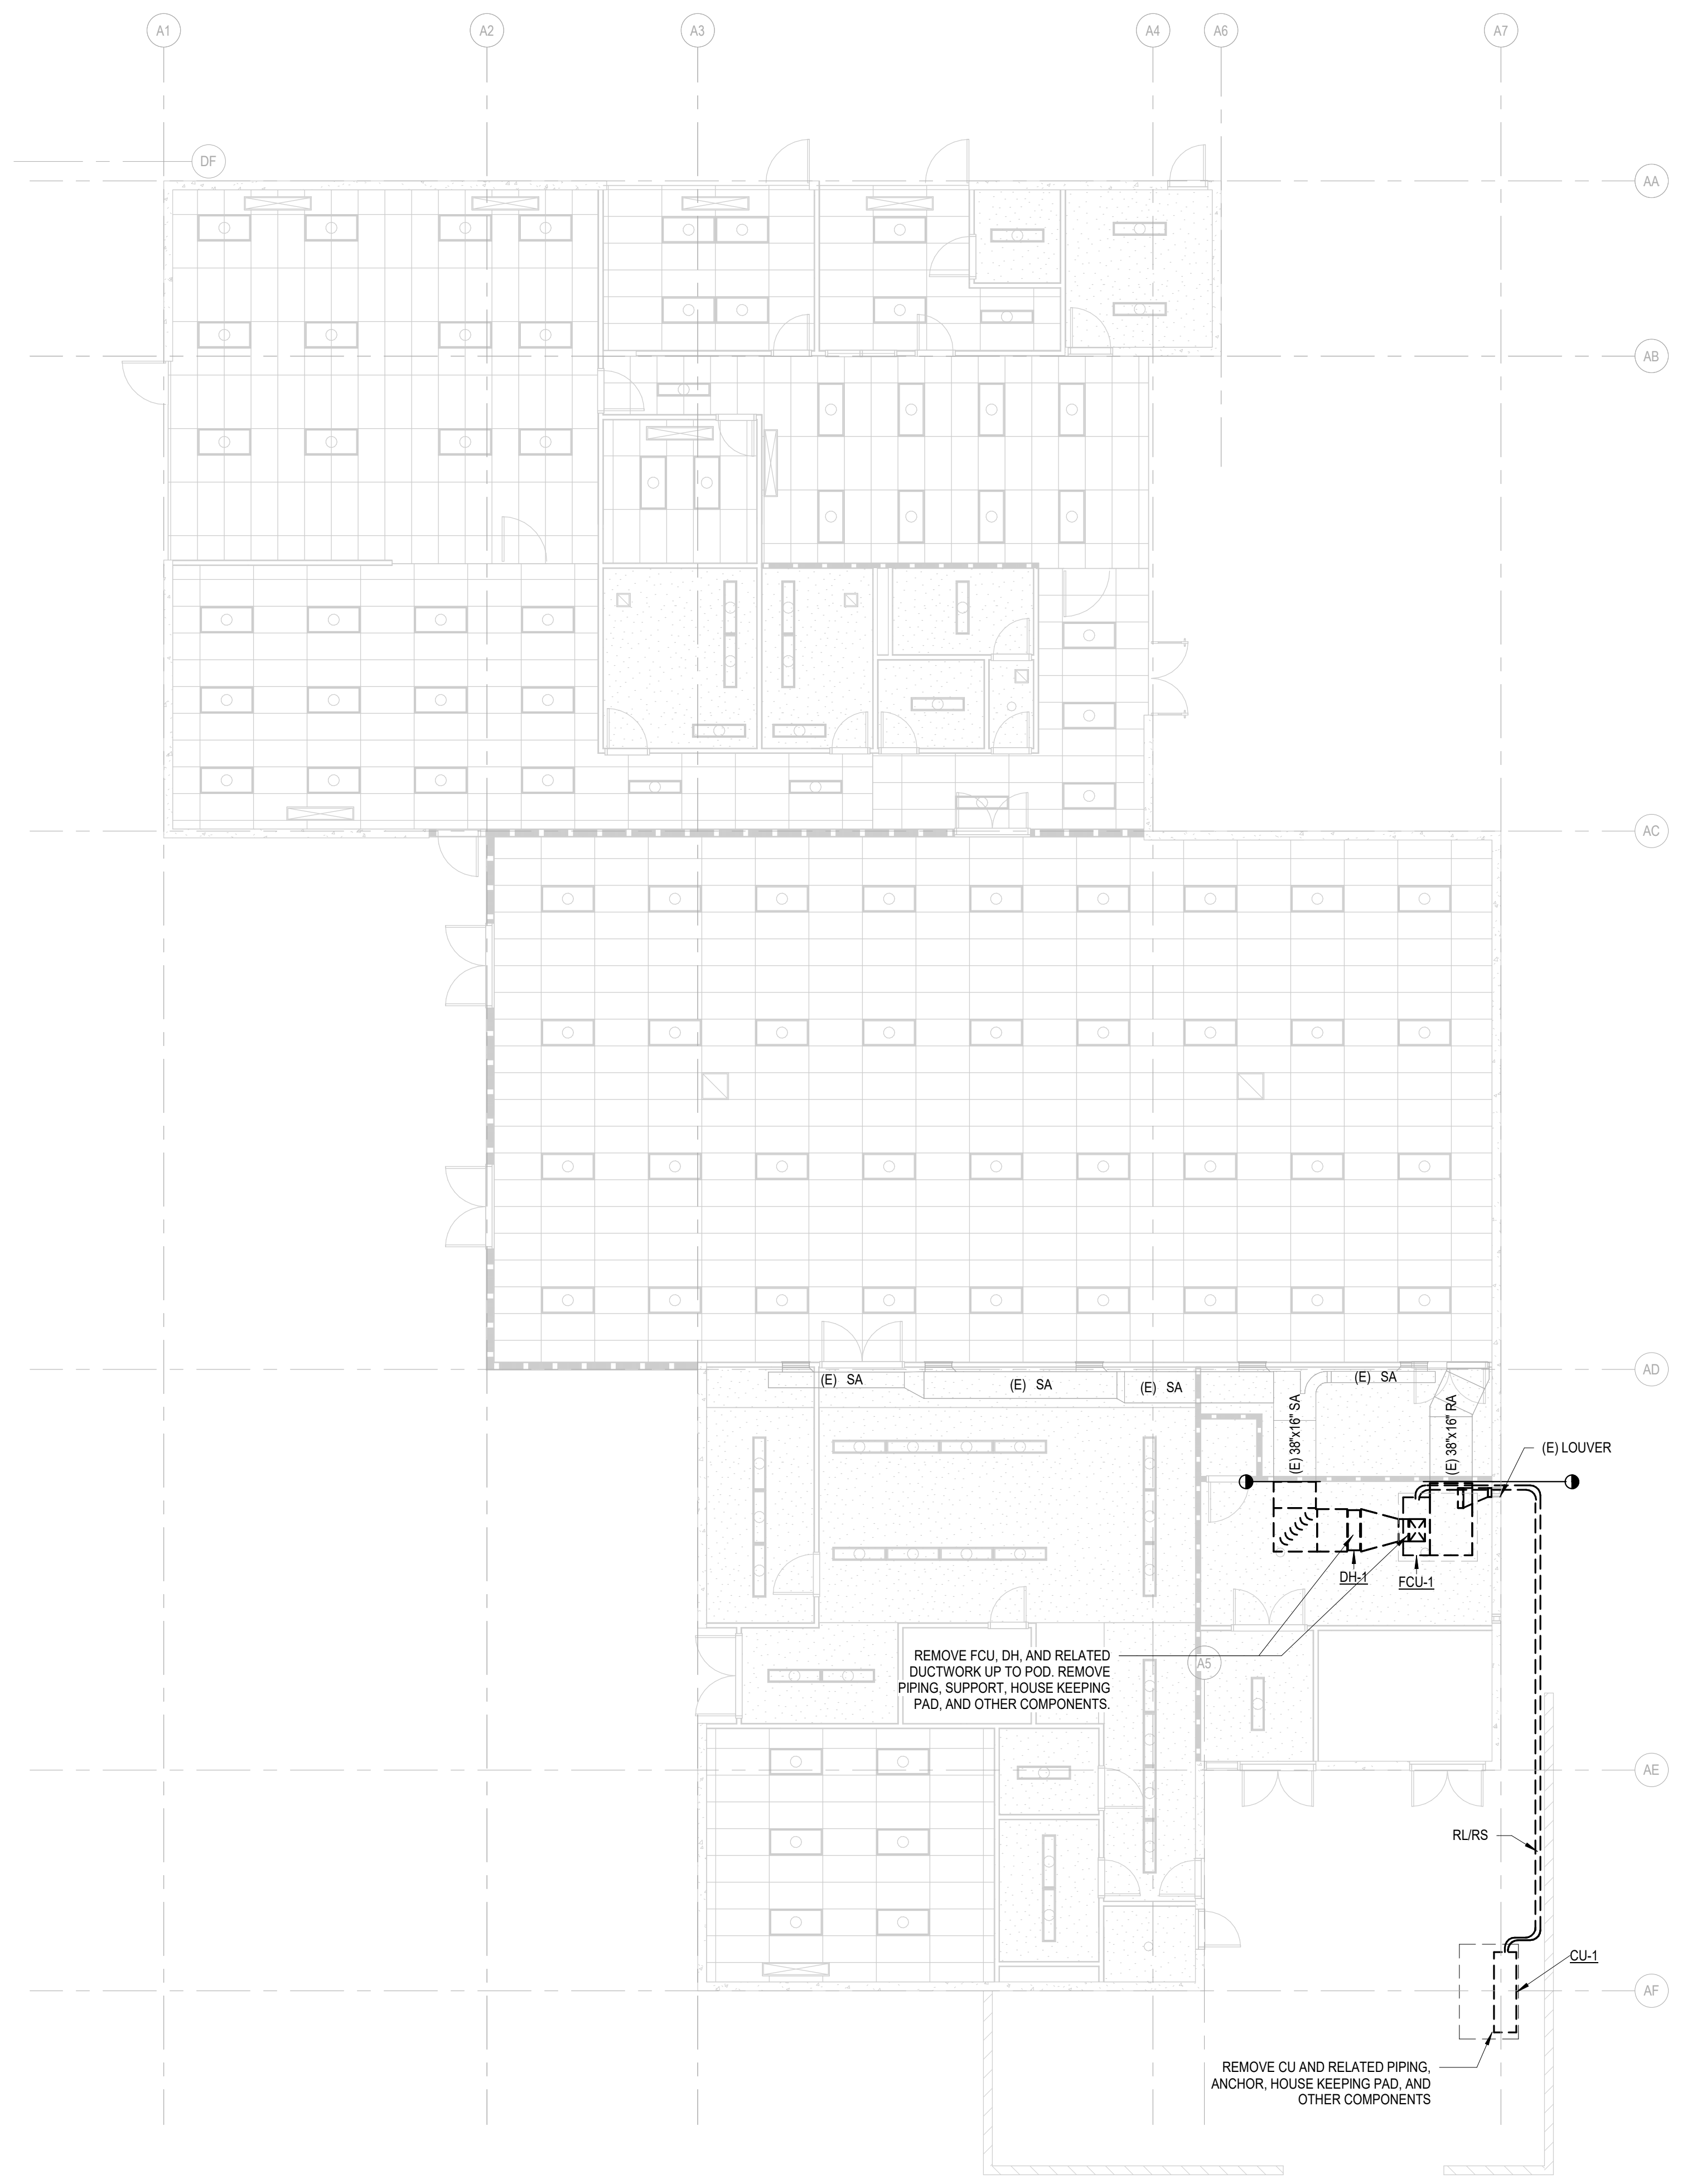 A1
A2
A3
A4
A6
A7
DF
AA
AB
AC
AD
(E) SA
(E) SA
(E) SA
(E) SA
(E) 38"x16" SA
(E) 38"x16" RA
(E) LOUVER
DH-1
FCU-1
REMOVE FCU, DH, AND RELATED
DUCTWORK UP TO POD. REMOVE
PIPING, SUPPORT, HOUSE KEEPING
PAD, AND OTHER COMPONENTS.
A5
AE
RL/RS
CU-1
AF
REMOVE CU AND RELATED PIPING,
ANCHOR, HOUSE KEEPING PAD, AND
OTHER COMPONENTS